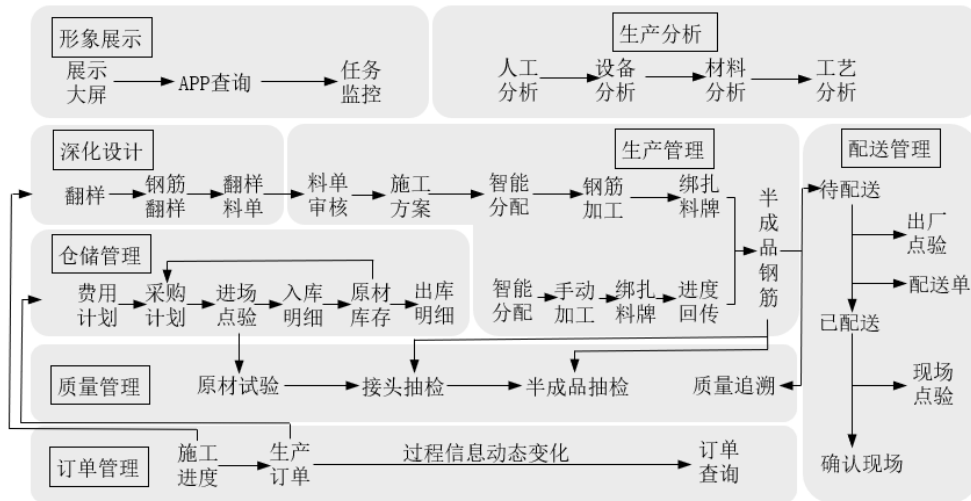 形象展示
展示
大屏
APP查询
任务
监控
生产分析
人工
分析
设备
分析
材料
分析
工艺
分析
深化设计
翻样
钢筋
翻样
翻样
料单
生产管理
料单
审核
施工
方案
智能
分配
钢筋
加工
绑扎
料牌
智能
分配
手动
加工
绑扎
料牌
进度
回传
半
成
品
钢
筋
配送管理
待配送
出厂
点验
配送单
已配送
现场
点验
确认现场
仓储管理
费用
计划
采购
计划
进场
点验
入库
明细
原材
库存
出库
明细
质量管理
原材试验
接头抽检
半成品抽检
质量追溯
订单管理
施工
进度
生产
订单
过程信息动态变化
订单
查询